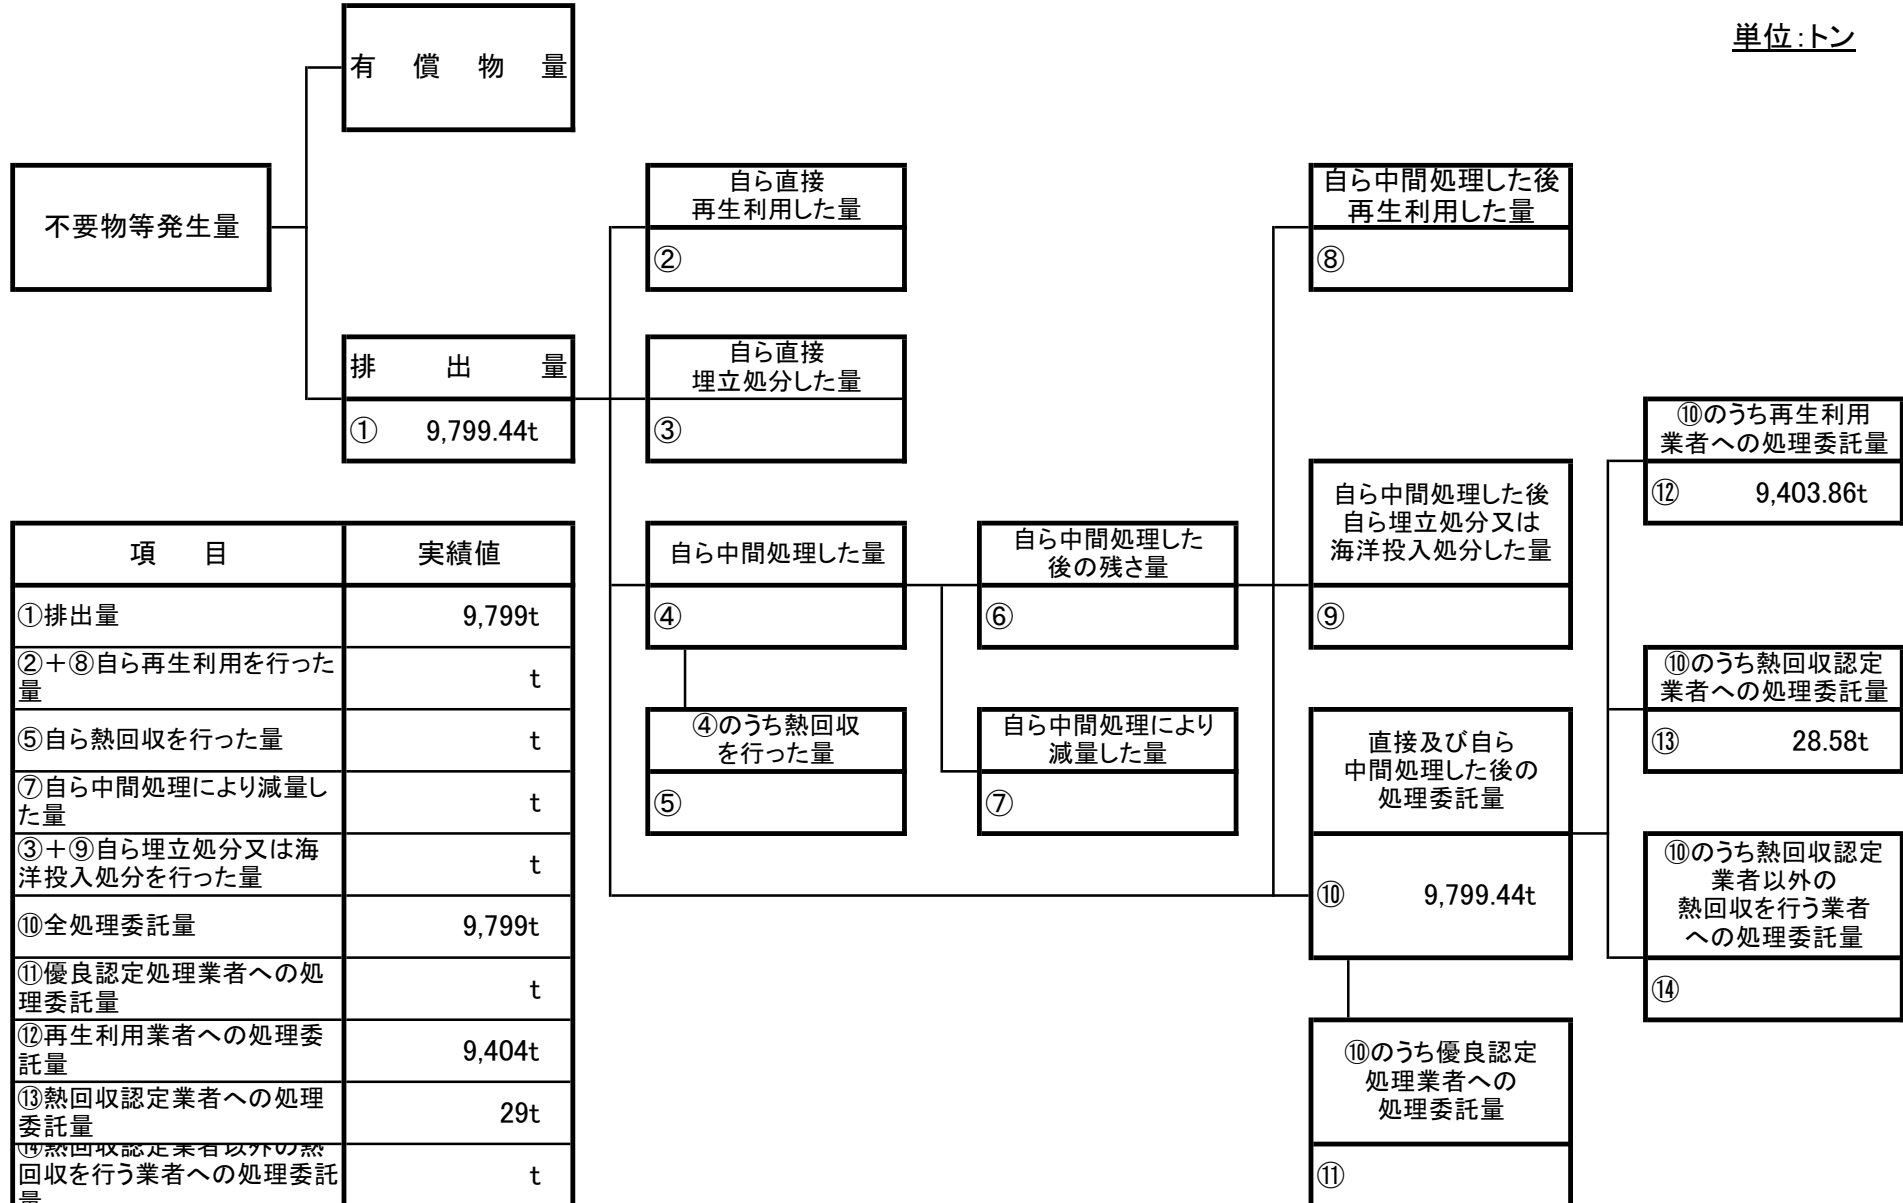 単位:トン
有償物量
不要物等発生量
自ら直接
再生利用した量
②
自ら中間処理した後
再生利用した量
⑧
排出量
① 9,799.44t
自ら直接
埋立処分した量
③
⑩のうち再生利用
業者への処理委託量
⑫ 9,403.86t
自ら中間処理した量
④
自ら中間処理した
後の残さ量
⑥
自ら中間処理した後
自ら埋立処分又は
海洋投入処分した量
⑨
④のうち熱回収
を行った量
⑤
自ら中間処理により
減量した量
⑦
直接及び自ら
中間処理した後の
処理委託量
⑩ 9,799.44t
⑩のうち熱回収認定
業者への処理委託量
⑬ 28.58t
⑩のうち熱回収認定
業者以外の
熱回収を行う業者
への処理委託量
⑭
⑩のうち優良認定
処理業者への
処理委託量
⑪
項目 実績値
①排出量 9,799t
②+⑧自ら再生利用を行った
量 t
⑤自ら熱回収を行った量 t
⑦自ら中間処理により減量し
た量 t
③+⑨自ら埋立処分又は海
洋投入処分を行った量 t
⑩全処理委託量 9,799t
⑪優良認定処理業者への処
理委託量 t
⑫再生利用業者への処理委
託量 9,404t
⑬熱回収認定業者への処理
委託量 29t
⑭熱回収認定業者以外の熱
回収を行う業者への処理委託
量 t